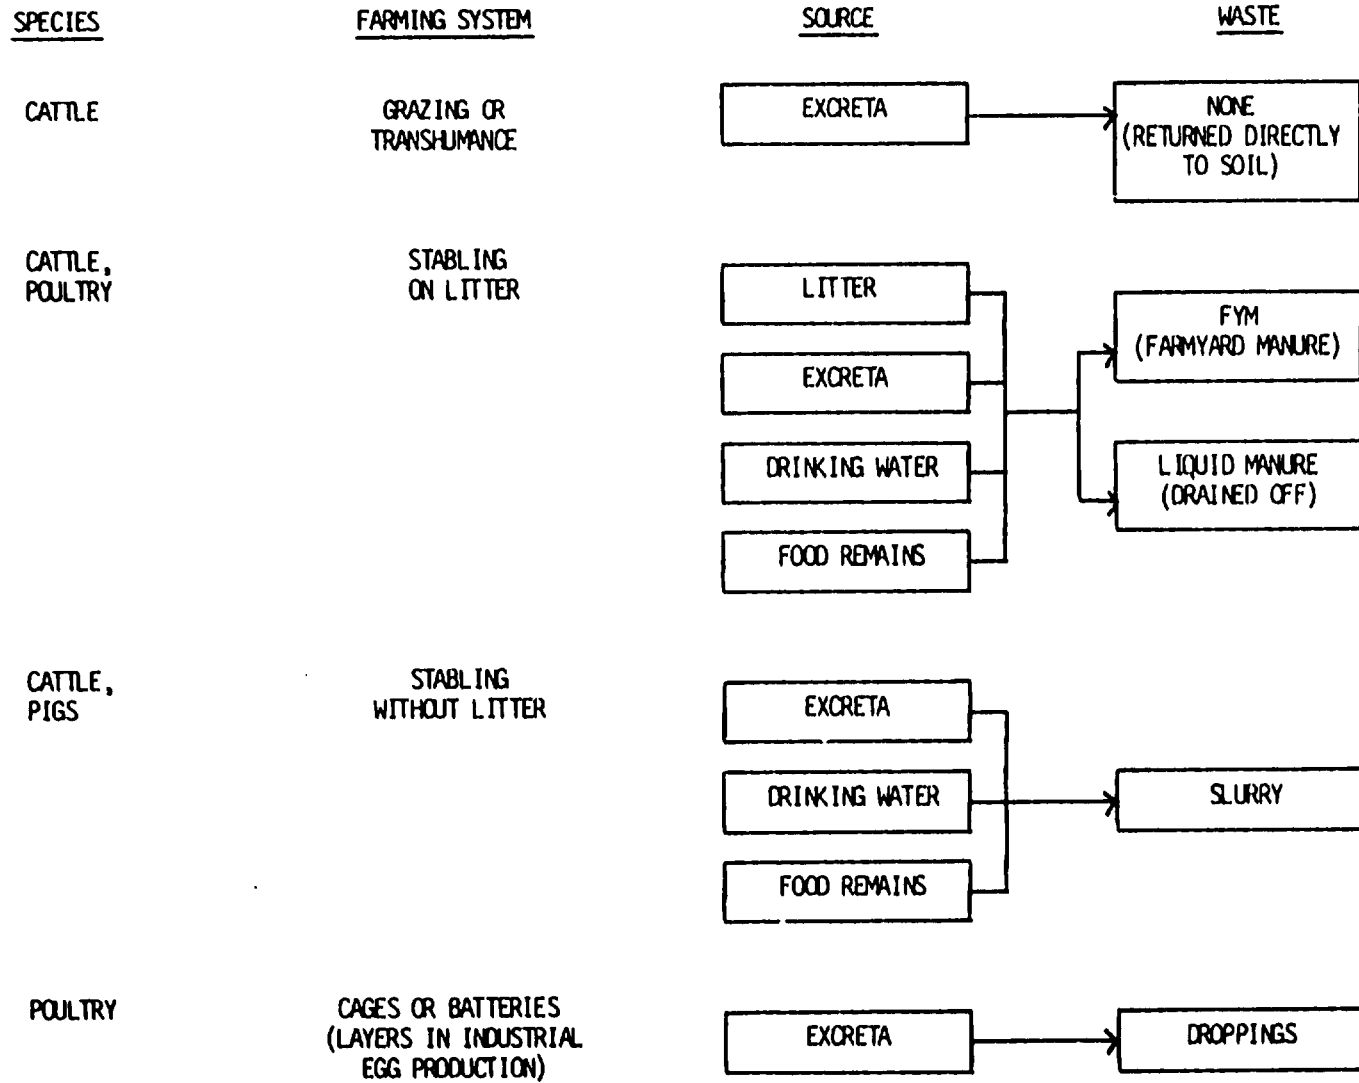 SPECIES
FARMING SYSTEM
SOURCE
WASTE
CATTLE
GRAZING OR
TRANSHUMANCE
EXCRETA
NONE
(RETURNED DIRECTLY
TO SOIL)
CATTLE,
POULTRY
STABLING
ON LITTER
LITTER
EXCRETA
DRINKING WATER
FOOD REMAINS
FYM
(FARMYARD MANURE)
LIQUID MANURE
(DRAINED OFF)
CATTLE,
PIGS
STABLING
WITHOUT LITTER
EXCRETA
DRINKING WATER
FOOD REMAINS
SLURRY
POULTRY
CAGES OR BATTERIES
(LAYERS IN INDUSTRIAL
EGG PRODUCTION)
EXCRETA
DROPPINGS